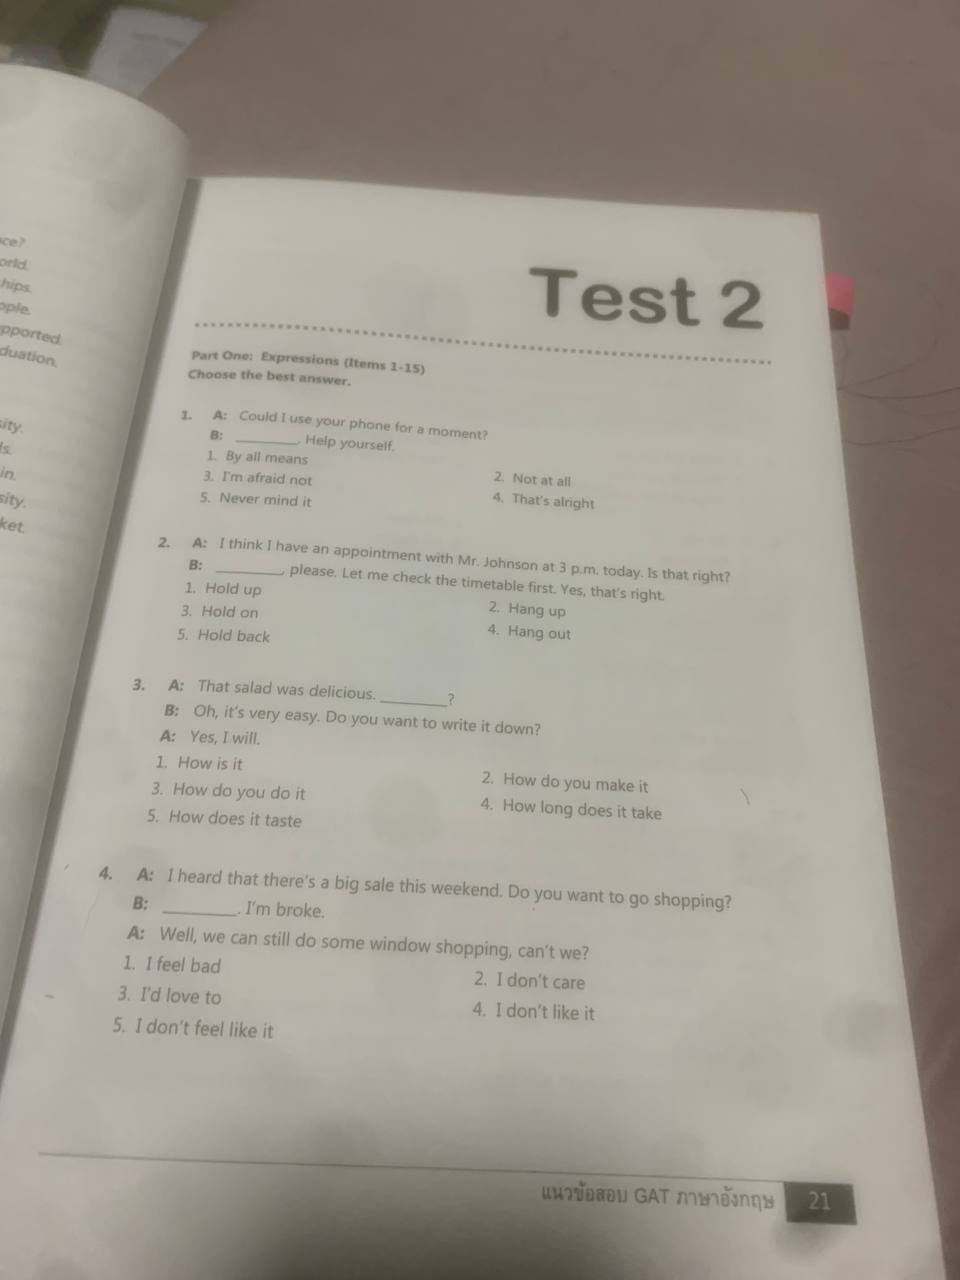 ce?
orld.
hips.
ople.
pported.
duation.
sity.
ls.
in.
sity.
ket.
Test 2
Part One: Expressions (Items 1-15)
Choose the best answer.
1. A: Could I use your phone for a moment?
B: ________. Help yourself.
1. By all means
2. Not at all
3. I'm afraid not
4. That's alright
5. Never mind it
2. A: I think I have an appointment with Mr. Johnson at 3 p.m. today. Is that right?
B: ________, please. Let me check the timetable first. Yes, that's right.
1. Hold up
2. Hang up
3. Hold on
4. Hang out
5. Hold back
3. A: That salad was delicious. ________?
B: Oh, it's very easy. Do you want to write it down?
A: Yes, I will.
1. How is it
2. How do you make it
3. How do you do it
4. How long does it take
5. How does it taste
4. A: I heard that there's a big sale this weekend. Do you want to go shopping?
B: ________. I'm broke.
A: Well, we can still do some window shopping, can't we?
1. I feel bad
2. I don't care
3. I'd love to
4. I don't like it
5. I don't feel like it
แนวข้อสอบ GAT ภาษาอังกฤษ 21